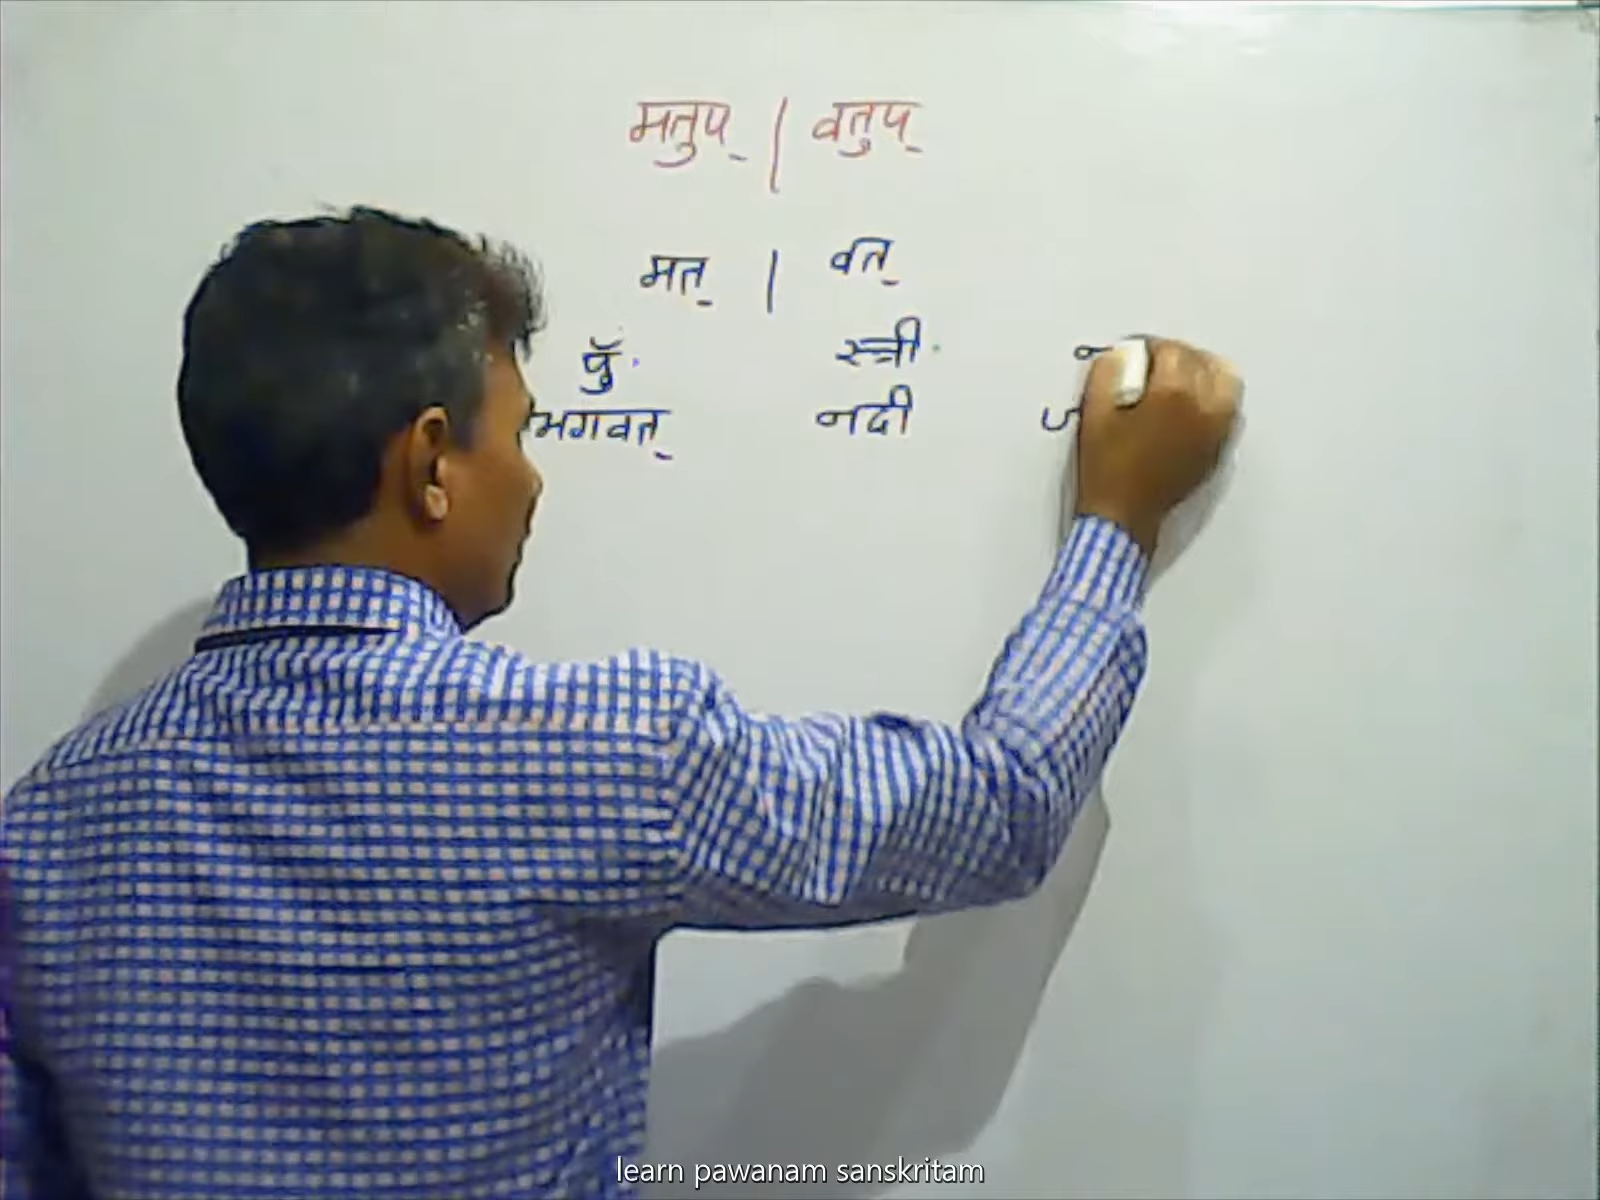 मतुप् | वतुप्
मत् | वत्
पुँ. स्त्री.
भगवत् नदी
learn pawanam sanskritam